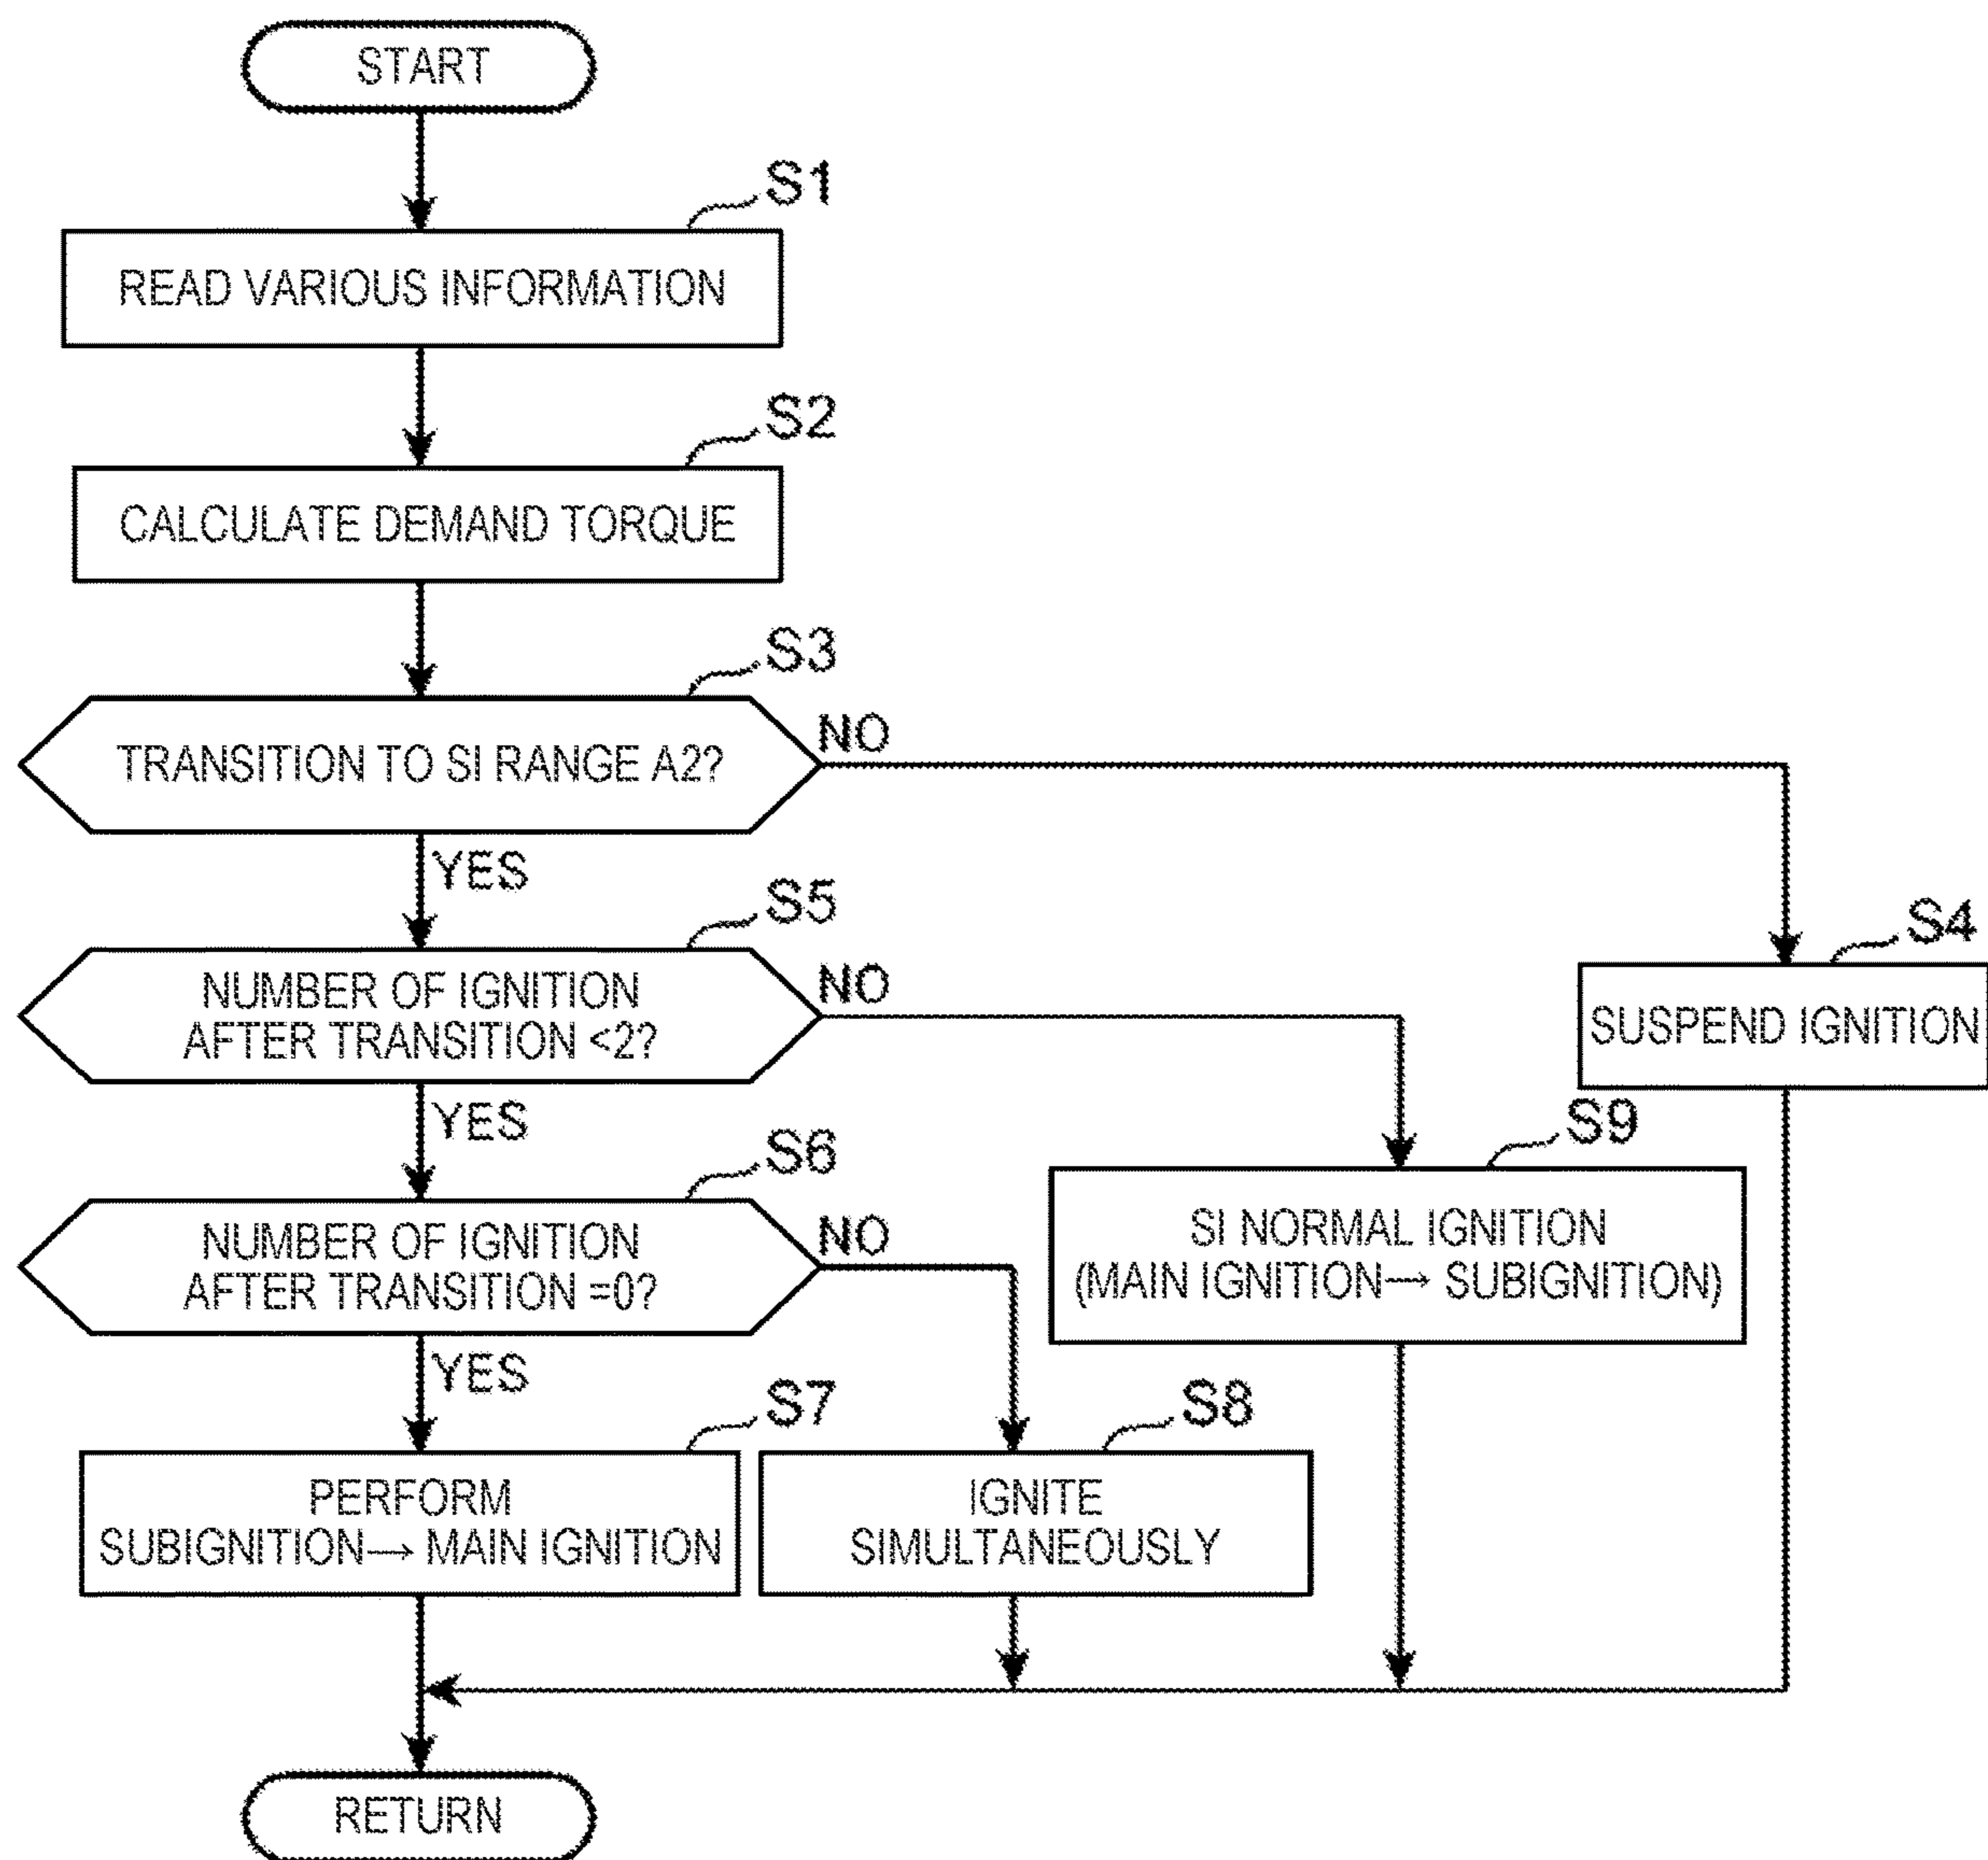 START
S1
READ VARIOUS INFORMATION
S2
CALCULATE DEMAND TORQUE
S3
TRANSITION TO SI RANGE A2?
NO
YES
S5
NUMBER OF IGNITION
AFTER TRANSITION <2?
NO
S4
SUSPEND IGNITION
YES
S6
NUMBER OF IGNITION
AFTER TRANSITION =0?
NO
S9
SI NORMAL IGNITION
(MAIN IGNITION→ SUBIGNITION)
YES
S7
PERFORM
SUBIGNITION→ MAIN IGNITION
S8
IGNITE
SIMULTANEOUSLY
RETURN